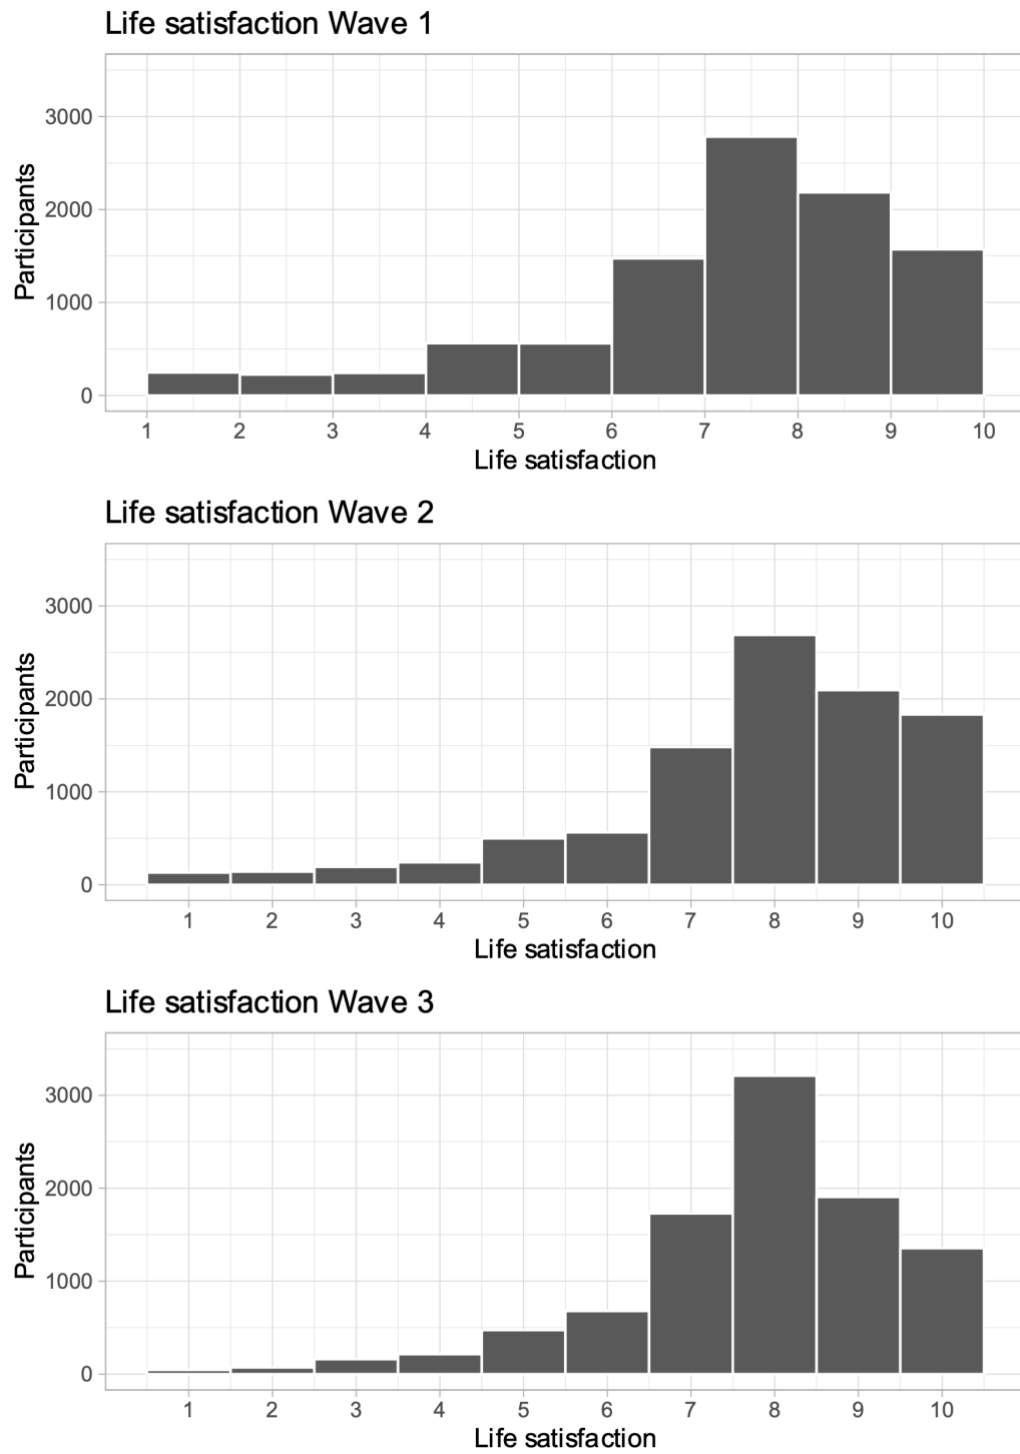 Life satisfaction Wave 1
3000
2000
1000
0
Participants
1 2 3 4 5 6 7 8 9 10
Life satisfaction
Life satisfaction Wave 2
3000
2000
1000
0
Participants
1 2 3 4 5 6 7 8 9 10
Life satisfaction
Life satisfaction Wave 3
3000
2000
1000
0
Participants
1 2 3 4 5 6 7 8 9 10
Life satisfaction